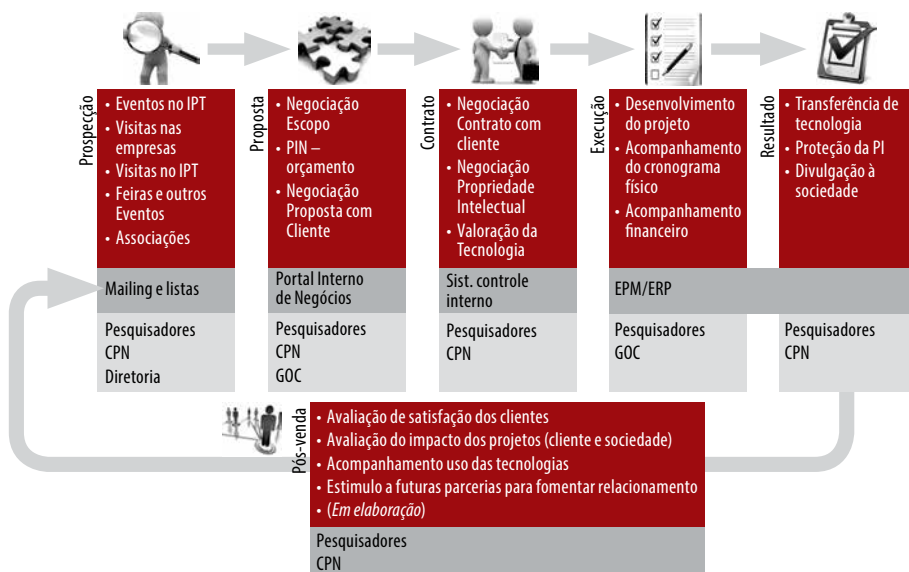 Prospecção
• Eventos no IPT
• Visitas nas
empresas
• Visitas no IPT
• Feiras e outros
Eventos
• Associações
Mailing e listas
Pesquisadores
CPN
Diretoria
Proposta
• Negociação
Escopo
• PIN –
orçamento
• Negociação
Proposta com
Cliente
Portal Interno
de Negócios
Pesquisadores
CPN
GOC
Contrato
• Negociação
Contrato com
cliente
• Negociação
Propriedade
Intelectual
• Valoração da
Tecnologia
Sist. controle
interno
Pesquisadores
CPN
Execução
• Desenvolvimento
do projeto
• Acompanhamento
do cronograma
físico
• Acompanhamento
financeiro
EPM/ERP
Pesquisadores
GOC
Resultado
• Transferência de
tecnologia
• Proteção da PI
• Divulgação à
sociedade
Pesquisadores
CPN
Pós-venda
• Avaliação de satisfação dos clientes
• Avaliação do impacto dos projetos (cliente e sociedade)
• Acompanhamento uso das tecnologias
• Estimulo a futuras parcerias para fomentar relacionamento
• (Em elaboração)
Pesquisadores
CPN